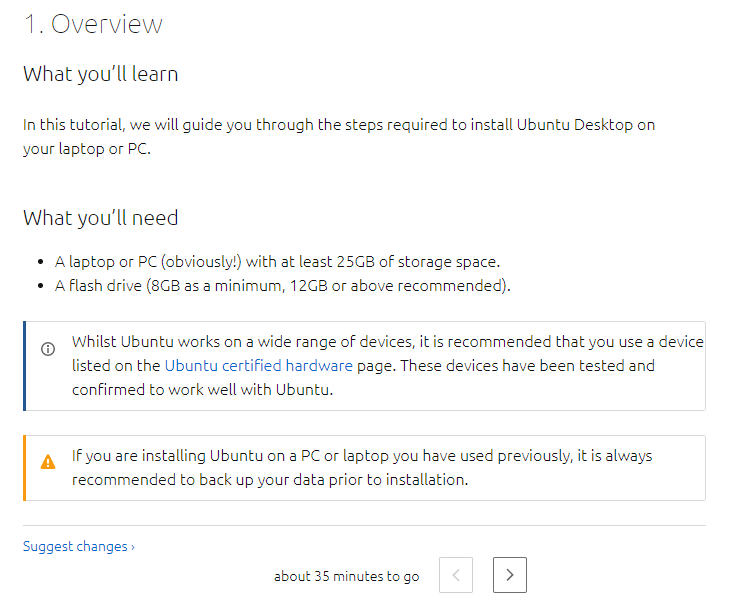 1. Overview
What you'll learn
In this tutorial, we will guide you through the steps required to install Ubuntu Desktop on
your laptop or PC.
What you'll need
• A laptop or PC (obviously!) with at least 25GB of storage space.
• A flash drive (8GB as a minimum, 12GB or above recommended).
Whilst Ubuntu works on a wide range of devices, it is recommended that you use a device
listed on the Ubuntu certified hardware page. These devices have been tested and
confirmed to work well with Ubuntu.
If you are installing Ubuntu on a PC or laptop you have used previously, it is always
recommended to back up your data prior to installation.
Suggest changes ›
about 35 minutes to go